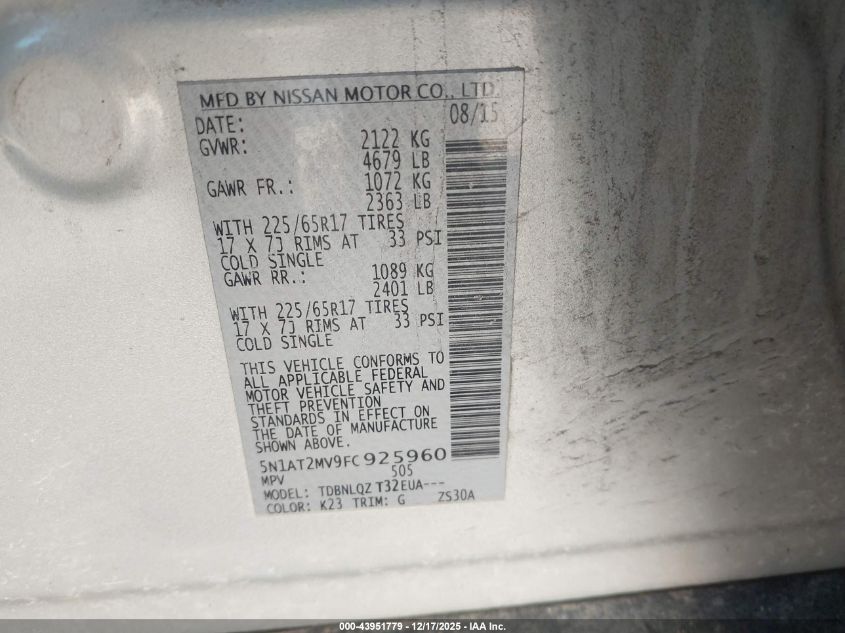 MFD BY NISSAN MOTOR CO., LTD.
DATE: 08/15
GVWR: 2122 KG
4679 LB
GAWR FR.: 1072 KG
2363 LB
WITH 225/65R17 TIRES
17 X 7J RIMS AT 33 PSI
COLD SINGLE
GAWR RR.: 1089 KG
2401 LB
WITH 225/65R17 TIRES
17 X 7J RIMS AT 33 PSI
COLD SINGLE
THIS VEHICLE CONFORMS TO
ALL APPLICABLE FEDERAL
MOTOR VEHICLE SAFETY AND
THEFT PREVENTION
STANDARDS IN EFFECT ON
THE DATE OF MANUFACTURE
SHOWN ABOVE.
5N1AT2MV9FC925960
MPV 505
MODEL: TDBNLQZ T32EUA---
COLOR: K23 TRIM: G ZS30A
000-43951779 — 12/17/2025 — IAA Inc.